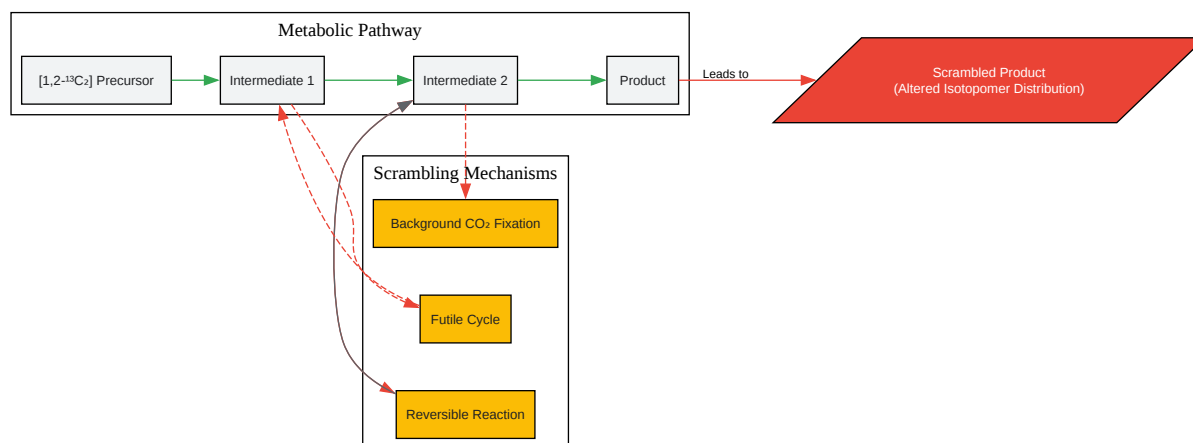 Metabolic Pathway
[1,2-¹³C₂] Precursor
Intermediate 1
Intermediate 2
Product
Leads to
Scrambled Product
(Altered Isotopomer Distribution)
Scrambling Mechanisms
Background CO₂ Fixation
Futile Cycle
Reversible Reaction